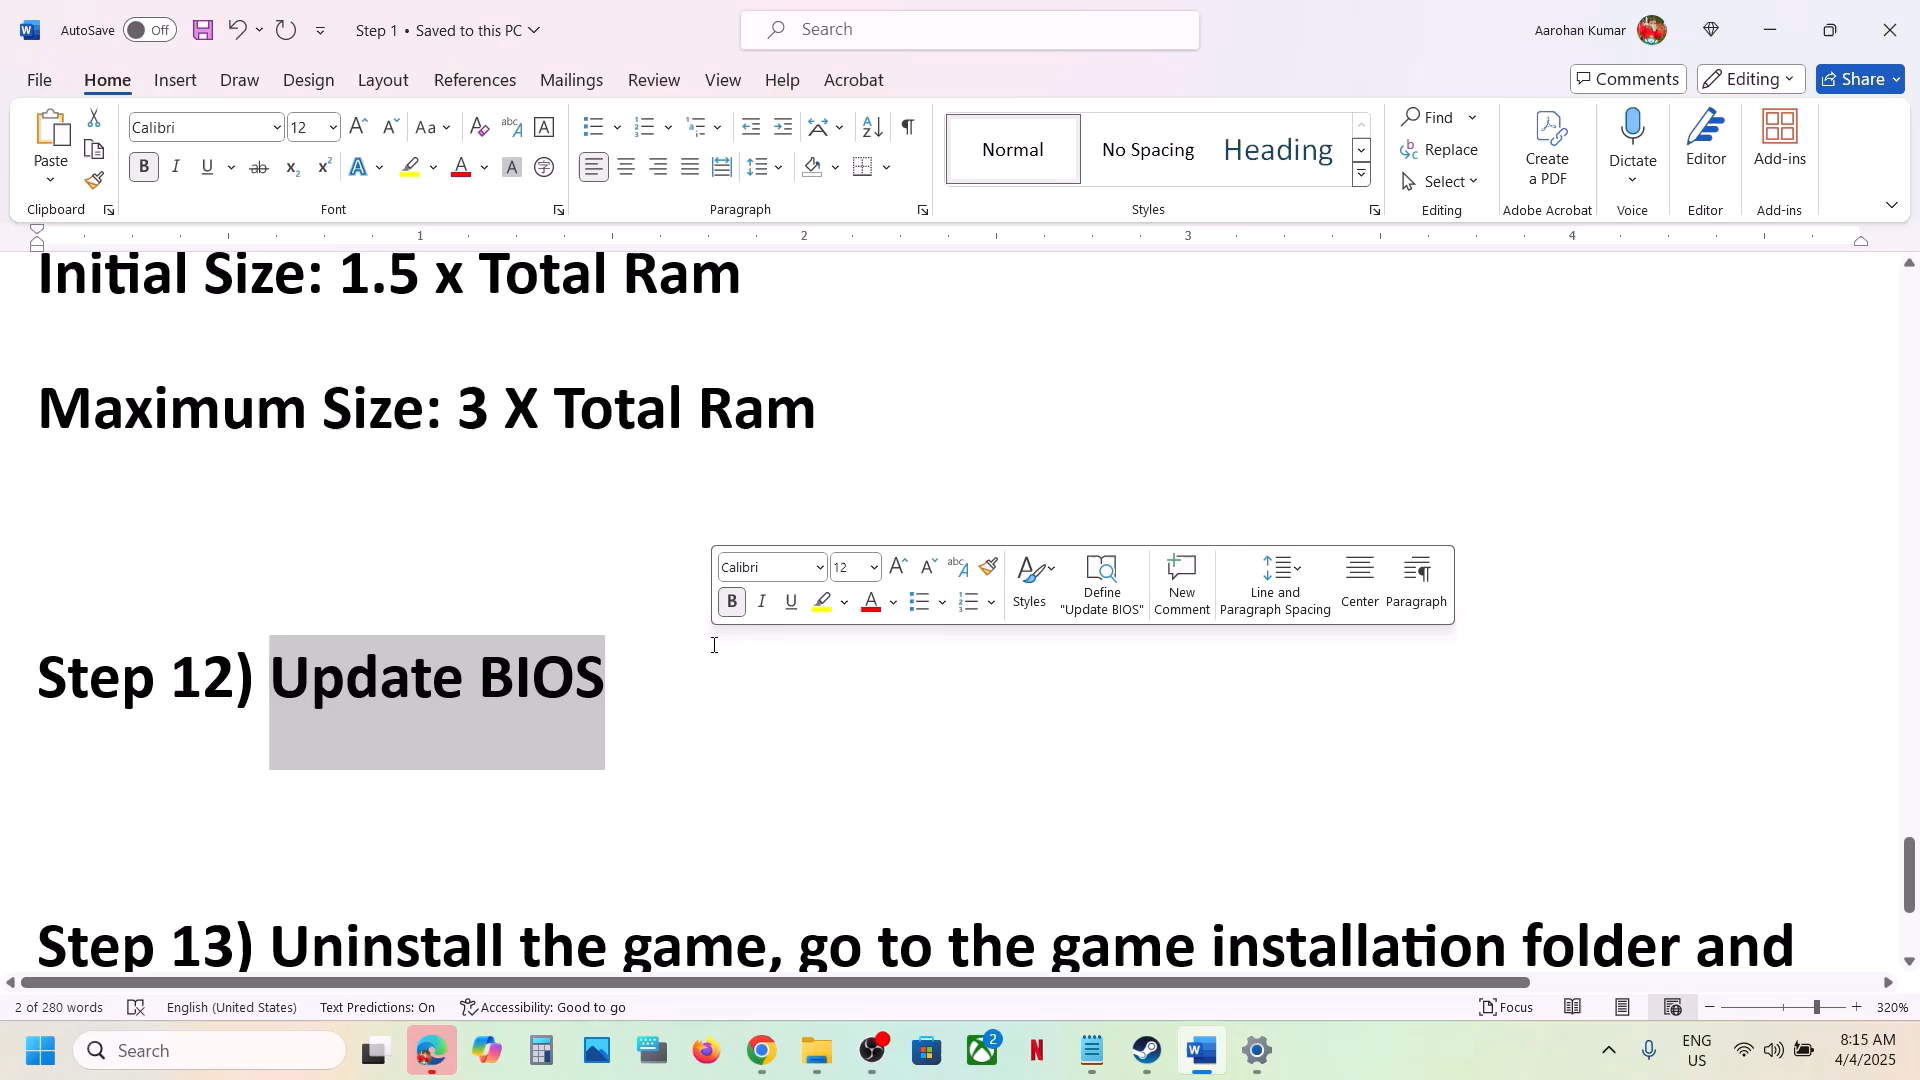 AutoSave Off Step 1 • Saved to this PC Search Aarohan Kumar
File Home Insert Draw Design Layout References Mailings Review View Help Acrobat Comments Editing Share
Calibri 12 Find
Paste Replace Select
Normal No Spacing Heading
Create a PDF Dictate Editor Add-ins
Clipboard Font Paragraph Styles Editing Adobe Acrobat Voice Editor Add-ins
1 2 3 4
Initial Size: 1.5 x Total Ram
Maximum Size: 3 X Total Ram
Calibri 12
Styles Define "Update BIOS" New Comment Line and Paragraph Spacing Center Paragraph
Step 12) Update BIOS
Step 13) Uninstall the game, go to the game installation folder and
2 of 280 words English (United States) Text Predictions: On Accessibility: Good to go Focus 320%
Search 2 ENG US 8:15 AM 4/4/2025